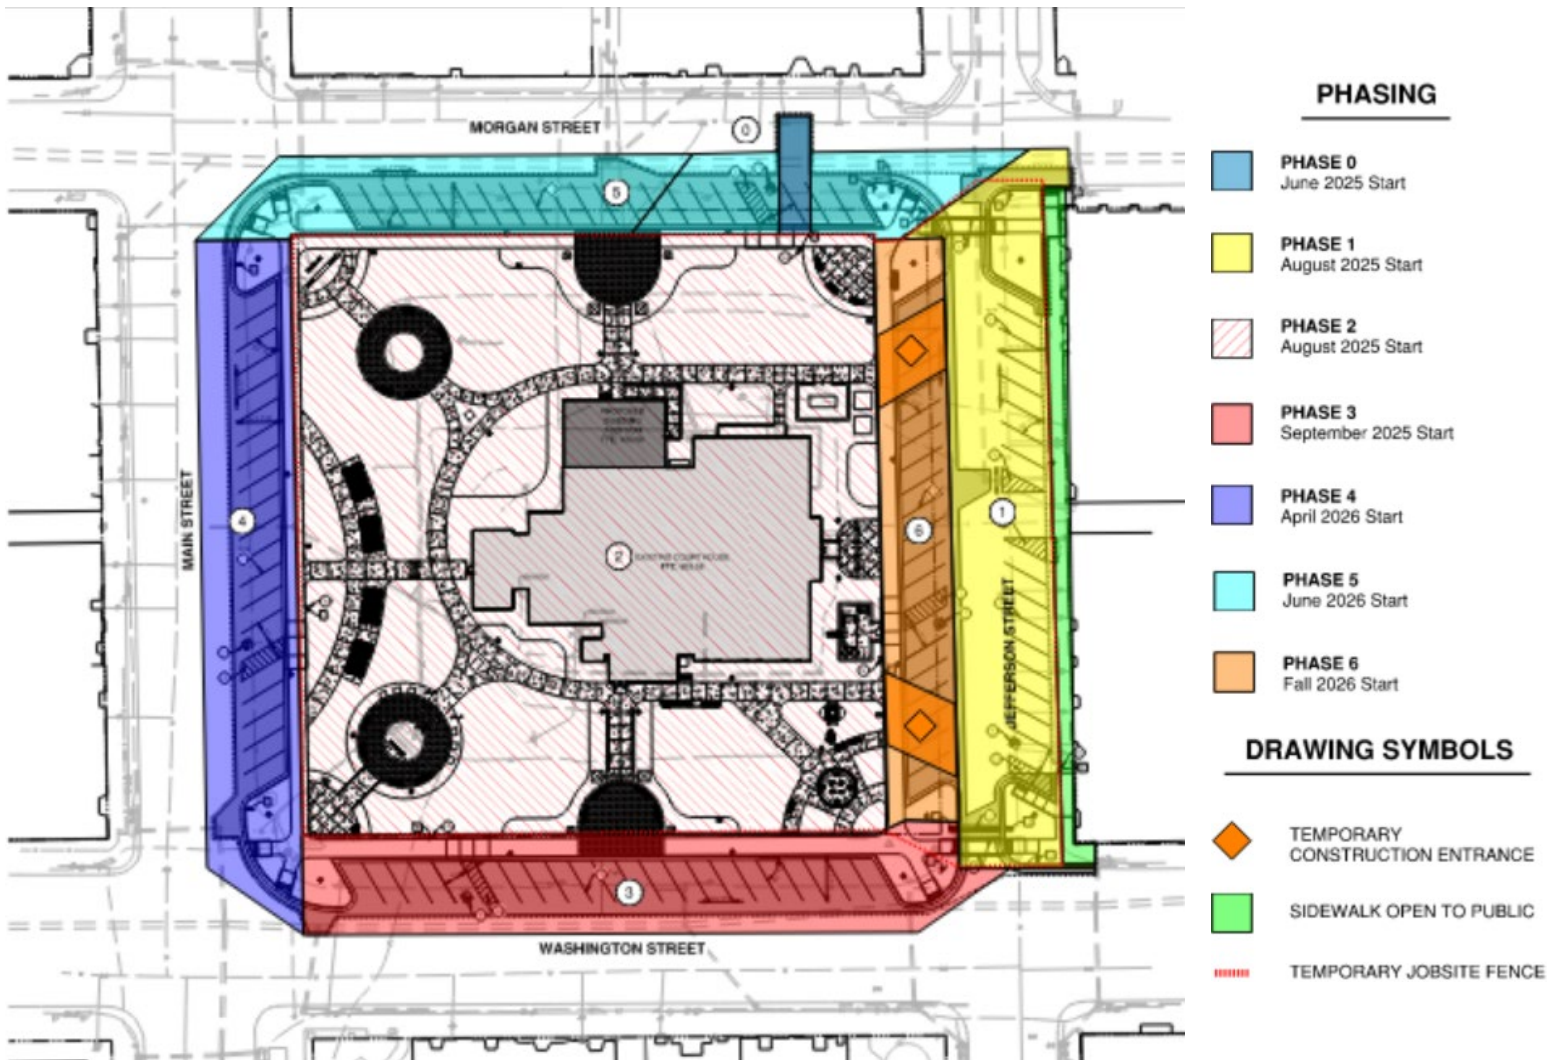 MORGAN STREET
0
5
4
MAIN STREET
2
EXISTING COURTHOUSE
6
1
JEFFERSON STREET
3
WASHINGTON STREET
PHASING
PHASE 0
June 2025 Start
PHASE 1
August 2025 Start
PHASE 2
August 2025 Start
PHASE 3
September 2025 Start
PHASE 4
April 2026 Start
PHASE 5
June 2026 Start
PHASE 6
Fall 2026 Start
DRAWING SYMBOLS
TEMPORARY
CONSTRUCTION ENTRANCE
SIDEWALK OPEN TO PUBLIC
TEMPORARY JOBSITE FENCE